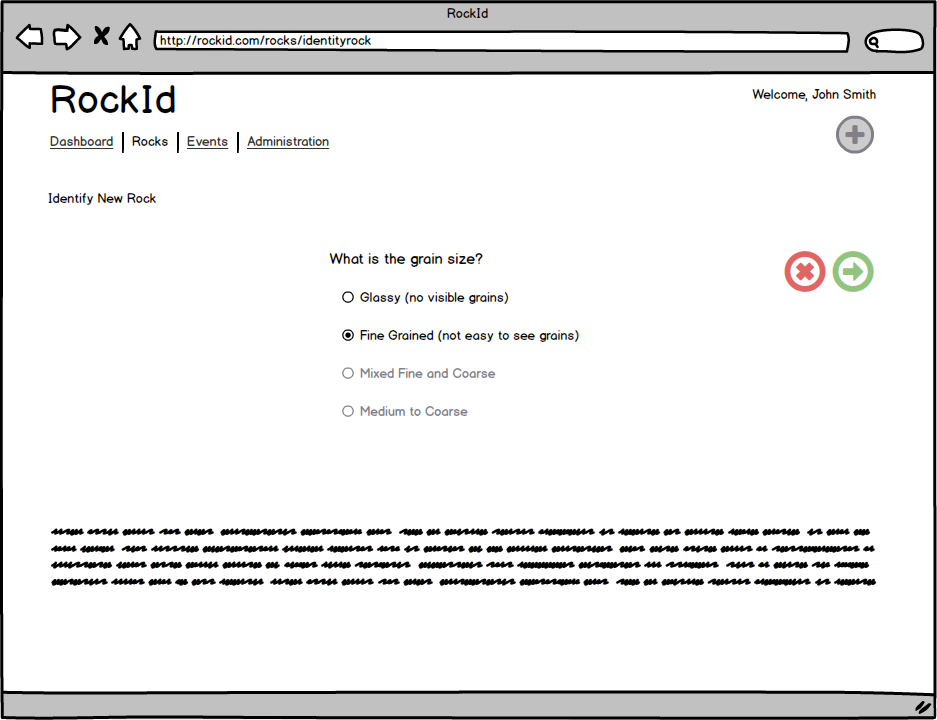 RockId
http://rockid.com/rocks/identityrock
RockId
Welcome, John Smith
Dashboard | Rocks | Events | Administration
Identify New Rock
What is the grain size?
Glassy (no visible grains)
Fine Grained (not easy to see grains)
Mixed Fine and Coarse
Medium to Coarse